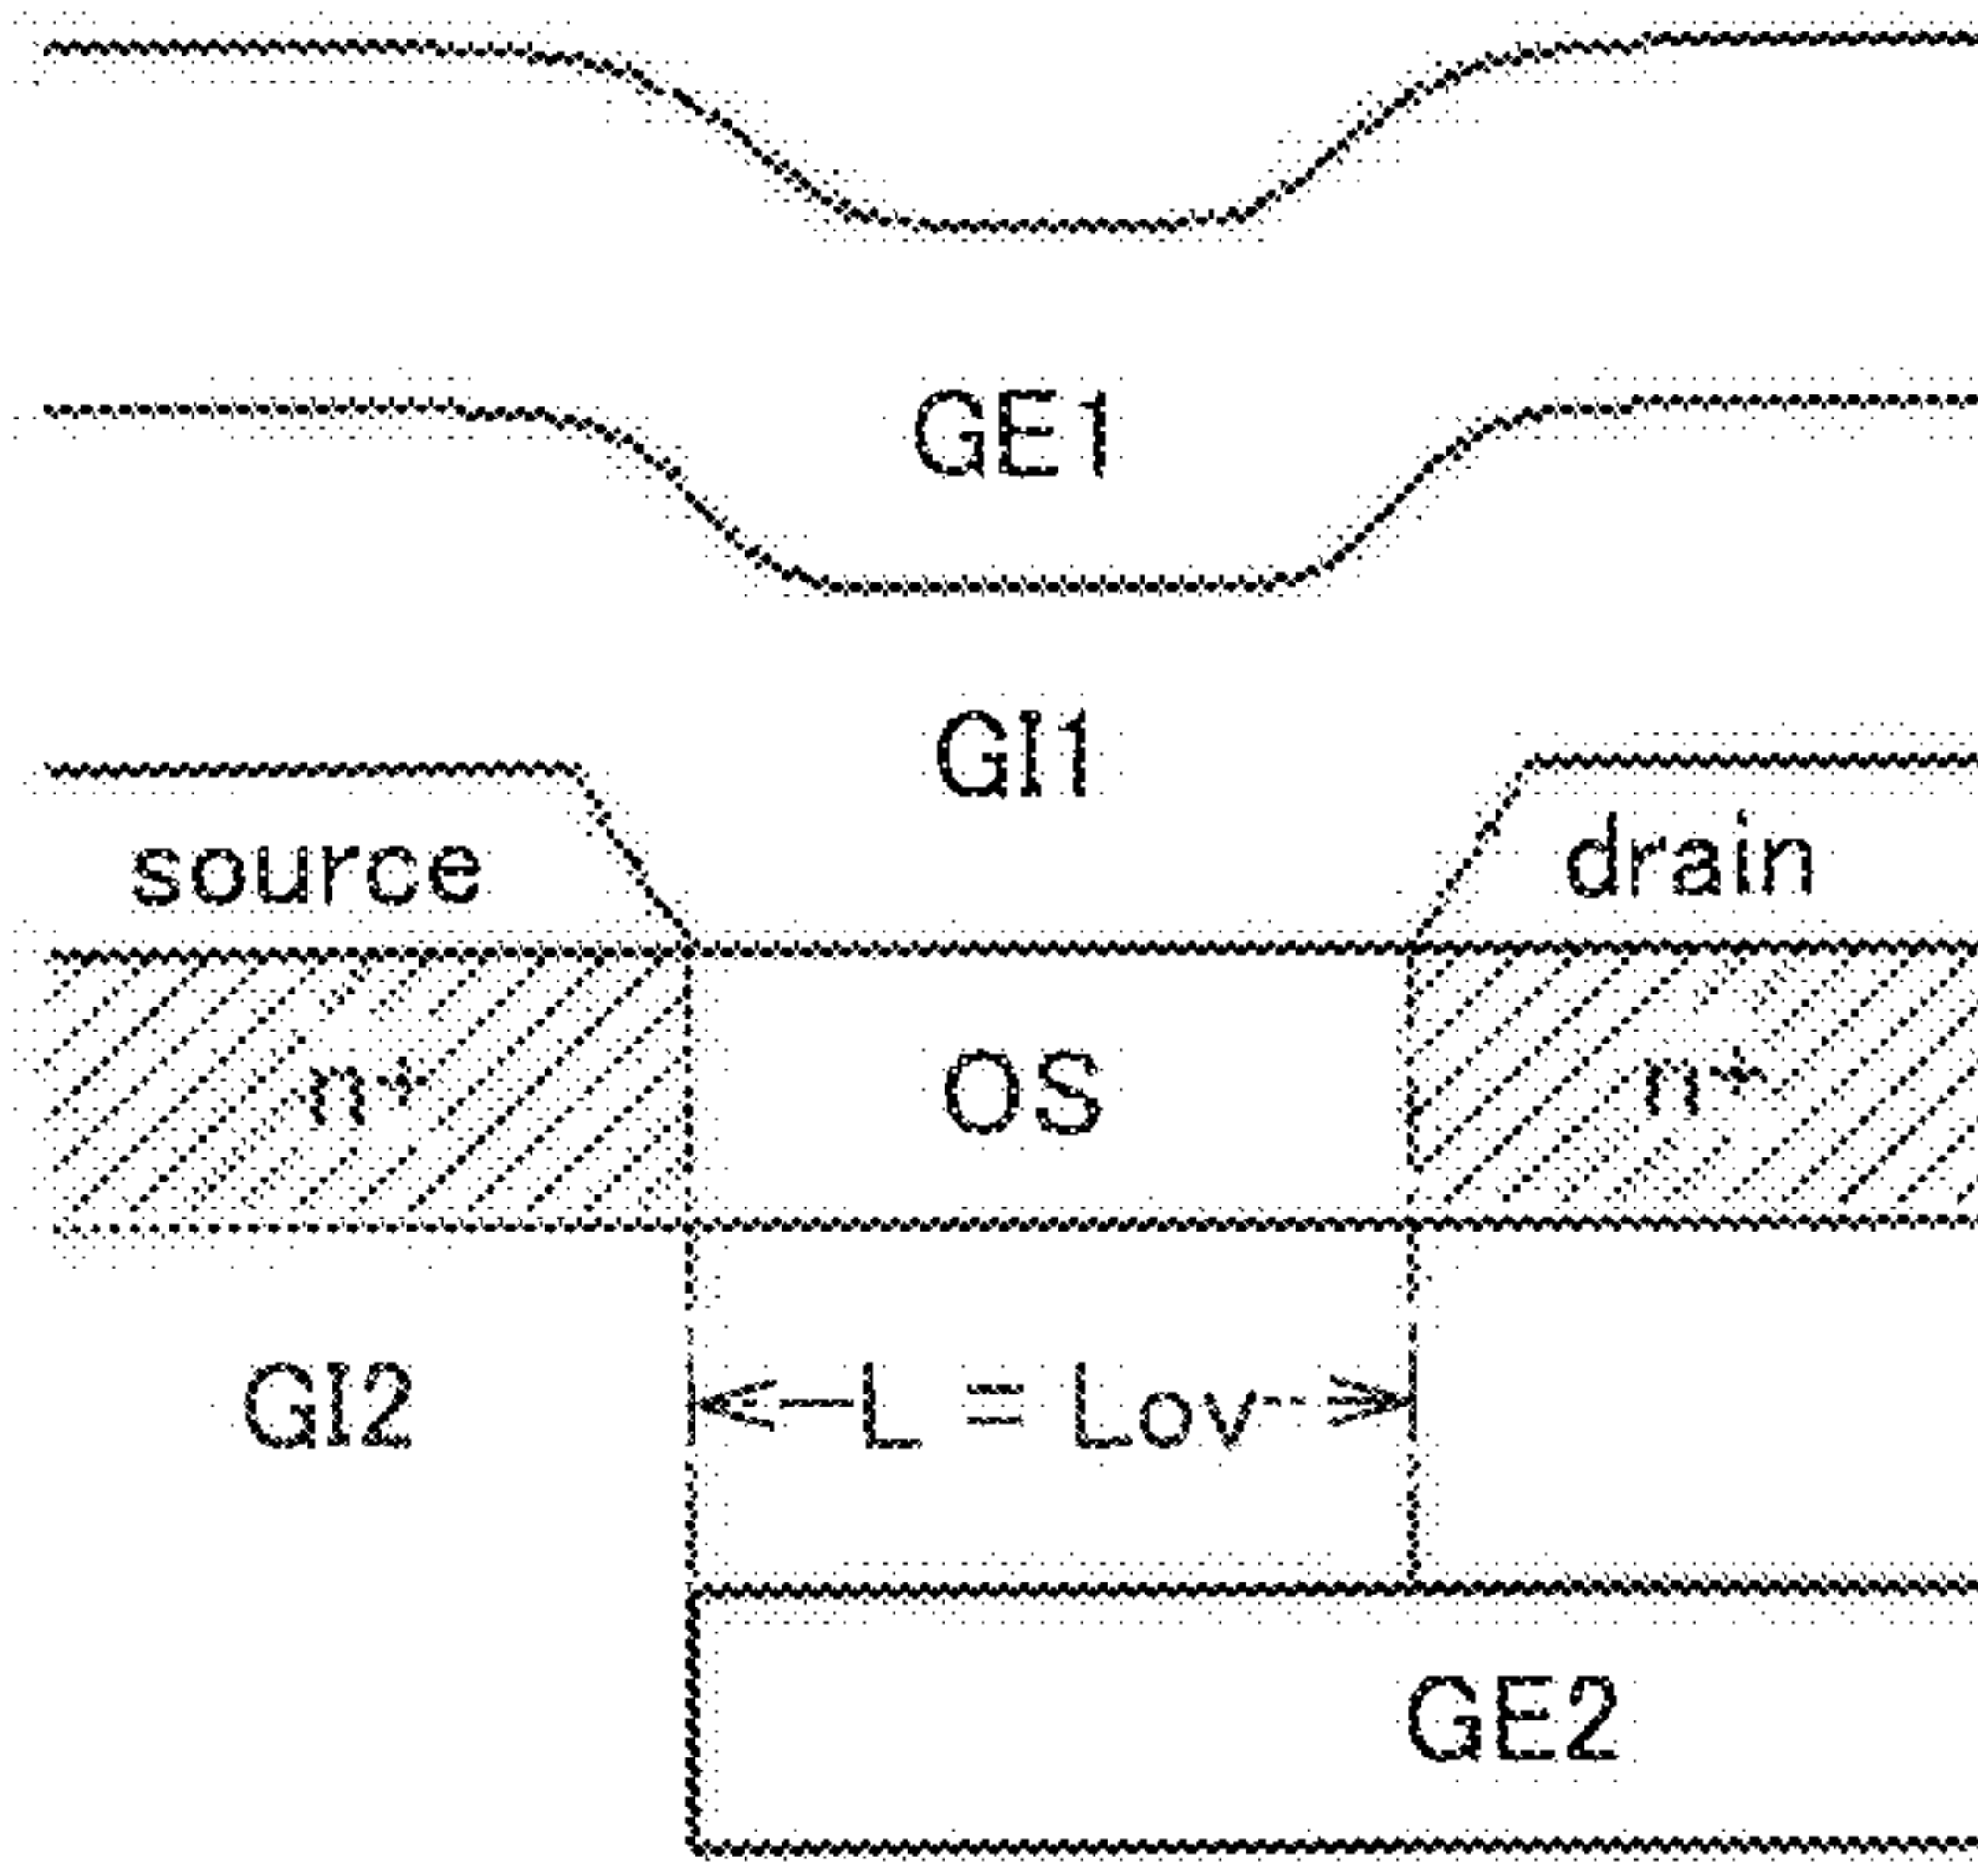 GE1
GI1
source drain
n+ OS n+
GI2 L = Lov
GE2